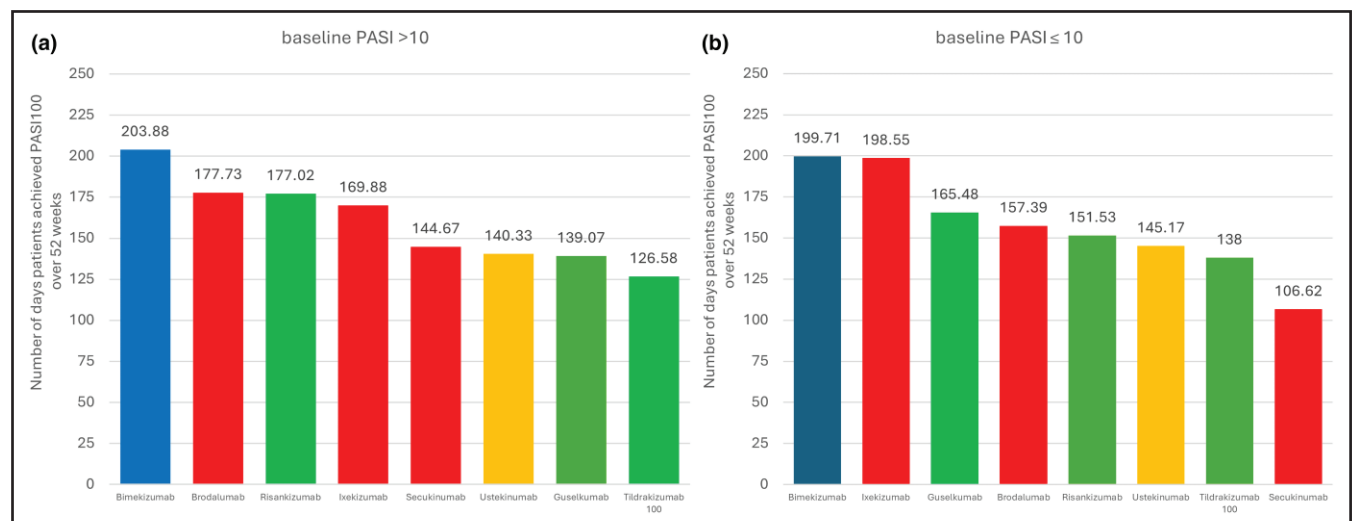 (a)
baseline PASI >10
Number of days patients achieved PASI100
over 52 weeks
250
225
200
175
150
125
100
75
50
25
0
203.88
177.73
177.02
169.88
144.67
140.33
139.07
126.58
Bimekizumab
Brodalumab
Risankizumab
Ixekizumab
Secukinumab
Ustekinumab
Guselkumab
Tildrakizumab
100
(b)
baseline PASI ≤ 10
Number of days patients achieved PASI100
over 52 weeks
250
225
200
175
150
125
100
75
50
25
0
199.71
198.55
165.48
157.39
151.53
145.17
138
106.62
Bimekizumab
Ixekizumab
Guselkumab
Brodalumab
Risankizumab
Ustekinumab
Tildrakizumab
100
Secukinumab